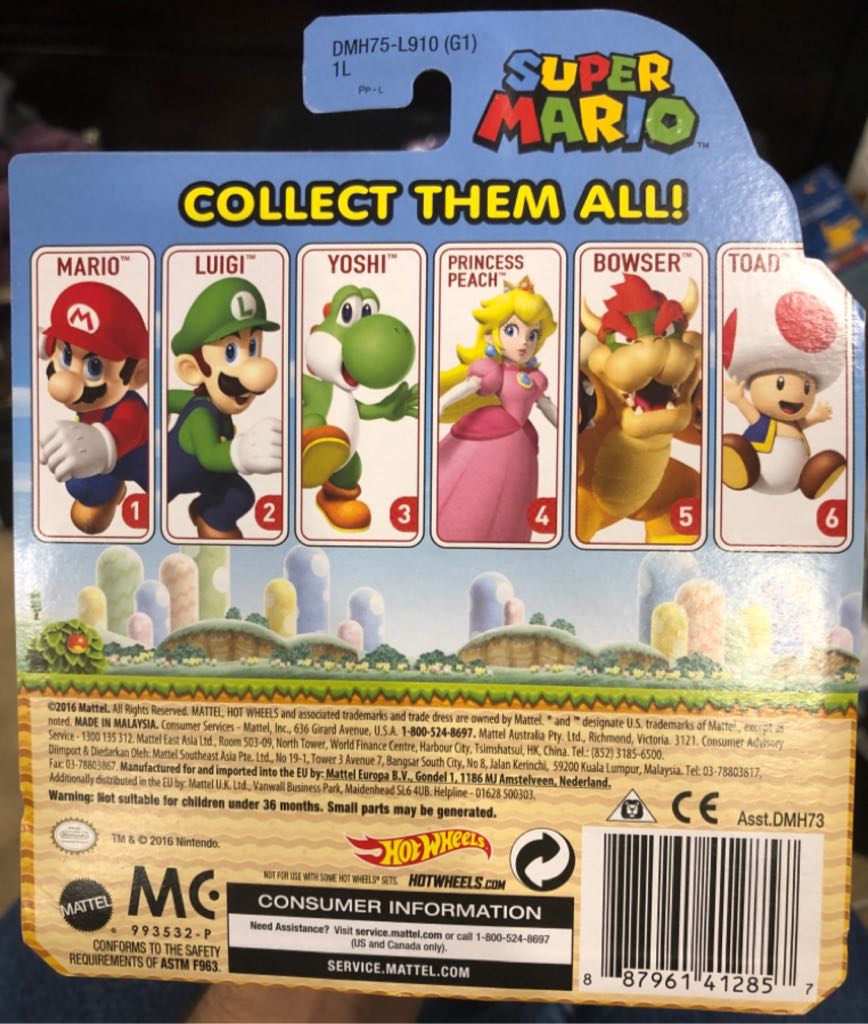 DMH75-L910 (G1)
1L
PP-L
SUPER
MARIO™
COLLECT THEM ALL!
MARIO™
LUIGI™
YOSHI™
PRINCESS
PEACH™
BOWSER™
TOAD™
M
L
1
2
3
4
5
6
©2016 Mattel. All Rights Reserved. MATTEL, HOT WHEELS and associated trademarks and trade dress are owned by Mattel. ® and ™ designate U.S. trademarks of Mattel, except as
noted. MADE IN MALAYSIA. Consumer Services - Mattel, Inc., 636 Girard Avenue, U.S.A. 1-800-524-8697. Mattel Australia Pty. Ltd., Richmond, Victoria. 3121. Consumer Advisory
Service - 1300 135 312. Mattel East Asia Ltd., Room 503-09, North Tower, World Finance Centre, Harbour City, Tsimshatsui, HK, China. Tel.: (852) 3185-6500.
Diimport & Diedarkan Oleh: Mattel Southeast Asia Pte. Ltd., No 19-1, Tower 3 Avenue 7, Bangsar South City, No 8, Jalan Kerinchi, 59200 Kuala Lumpur, Malaysia. Tel: 03-78803817.
Fax: 03-78803867. Manufactured for and imported into the EU by: Mattel Europa B.V., Gondel 1, 1186 MJ Amstelveen, Nederland.
Additionally distributed in the EU by: Mattel U.K. Ltd., Vanwall Business Park, Maidenhead SL6 4UB. Helpline - 01628 500303.
Warning: Not suitable for children under 36 months. Small parts may be generated.
CE
Asst.DMH73
TM & © 2016 Nintendo.
HOT WHEELS
NOT FOR USE WITH SOME HOT WHEELS® SETS.
HOTWHEELS.COM
MATTEL
MC
993532-P
CONFORMS TO THE SAFETY
REQUIREMENTS OF ASTM F963.
CONSUMER INFORMATION
Need Assistance? Visit service.mattel.com or call 1-800-524-8697
(US and Canada only).
SERVICE.MATTEL.COM
8 87961 41285 7